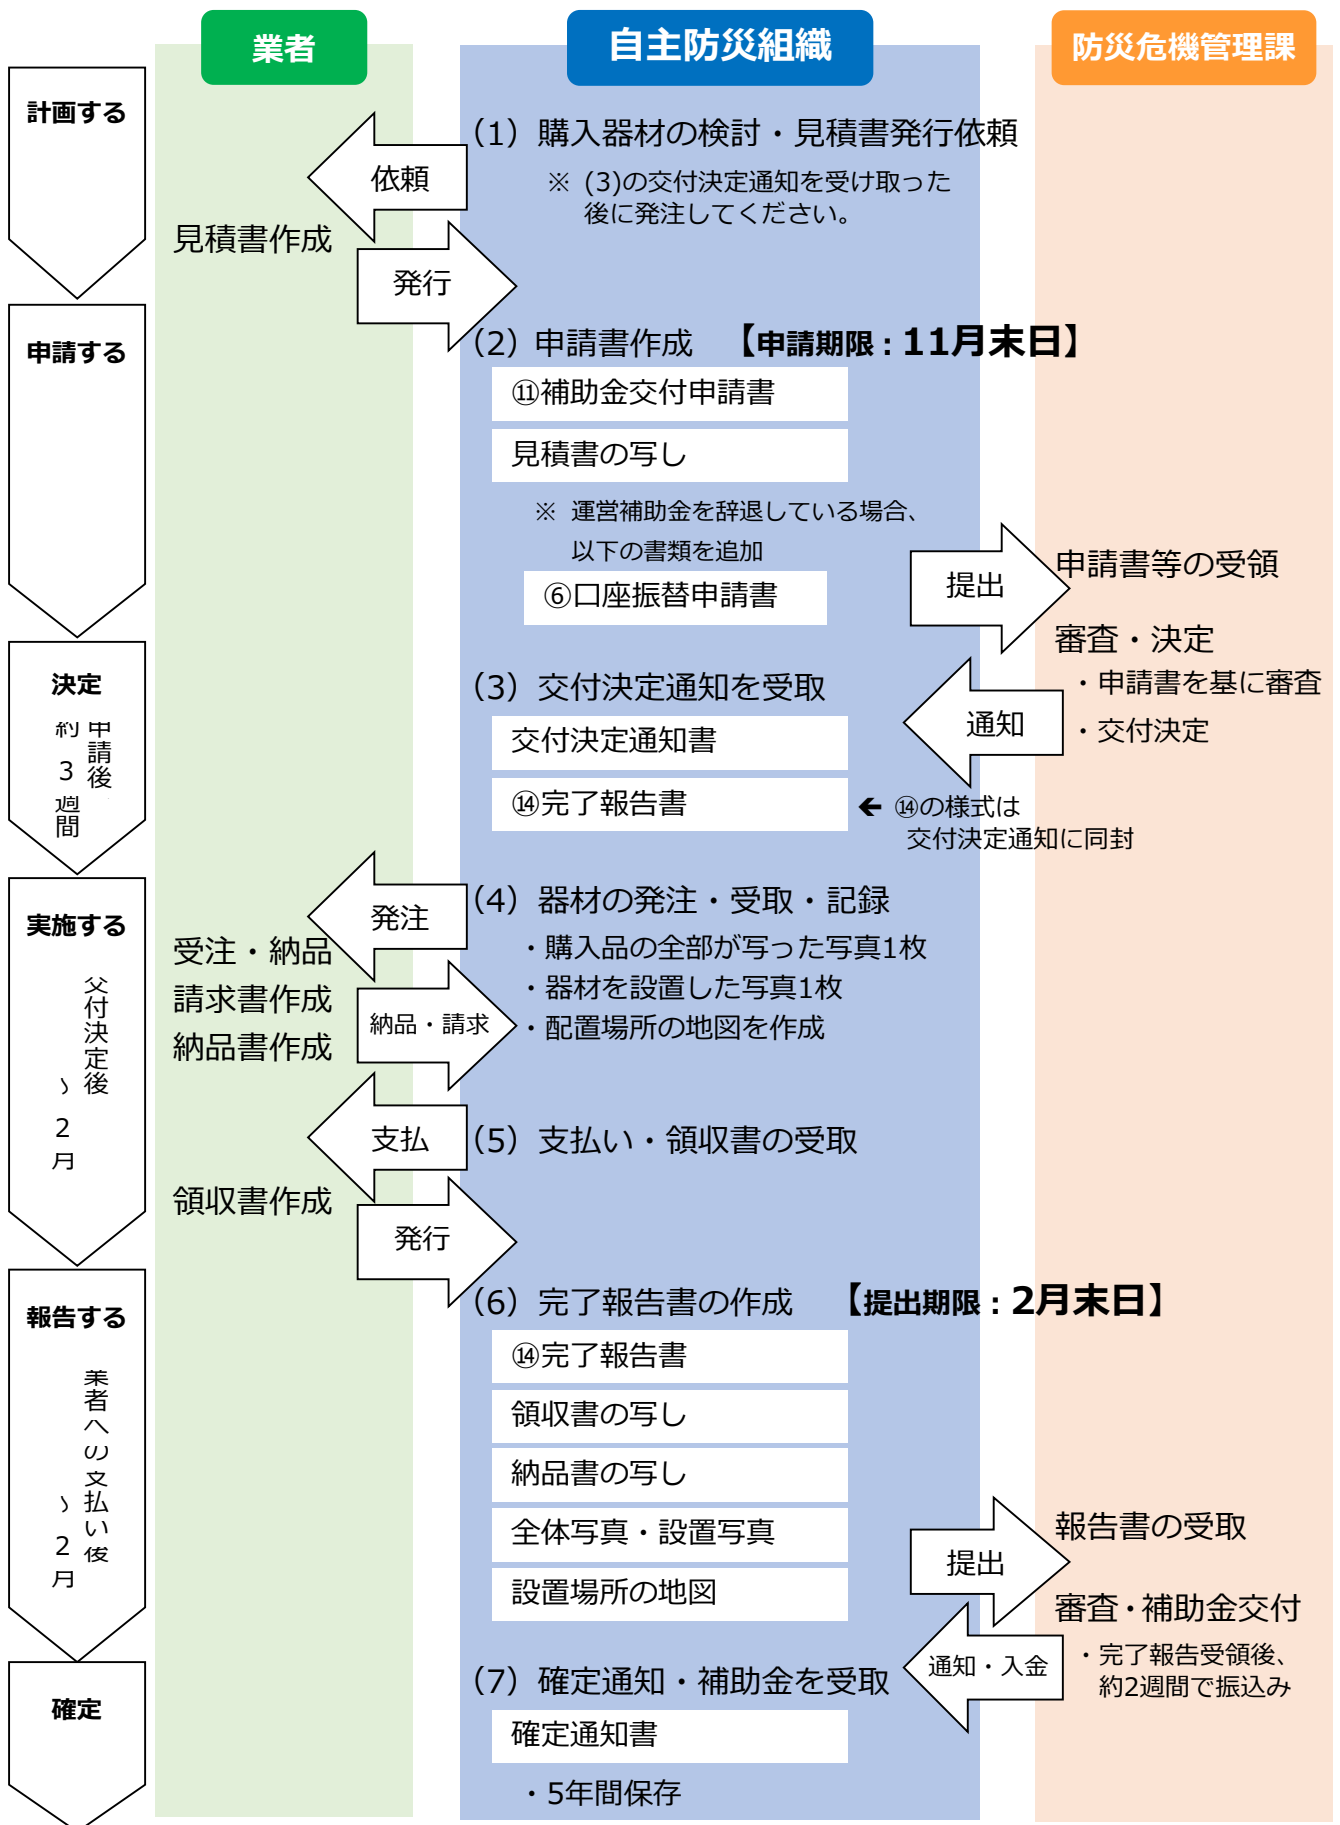 業者
自主防災組織
防災危機管理課
計画する
(1) 購入器材の検討・見積書発行依頼
依頼
※ (3)の交付決定通知を受け取った
後に発注してください。
見積書作成
発行
申請する
(2) 申請書作成 【申請期限：11月末日】
⑪補助金交付申請書
見積書の写し
※ 運営補助金を辞退している場合、
以下の書類を追加
⑥口座振替申請書
提出
申請書等の受領
審査・決定
・申請書を基に審査
・交付決定
決定
申請後、
約3週間
(3) 交付決定通知を受取
通知
交付決定通知書
⑭完了報告書
← ⑭の様式は
交付決定通知に同封
実施する
交付決定後
～2月
(4) 器材の発注・受取・記録
発注
・購入品の全部が写った写真1枚
・器材を設置した写真1枚
・配置場所の地図を作成
受注・納品
請求書作成
納品書作成
納品・請求
支払
(5) 支払い・領収書の受取
領収書作成
発行
報告する
業者への支払い後
～2月
(6) 完了報告書の作成 【提出期限：2月末日】
⑭完了報告書
領収書の写し
納品書の写し
全体写真・設置写真
設置場所の地図
提出
報告書の受取
審査・補助金交付
・完了報告受領後、
約2週間で振込み
通知・入金
確定
(7) 確定通知・補助金を受取
確定通知書
・5年間保存